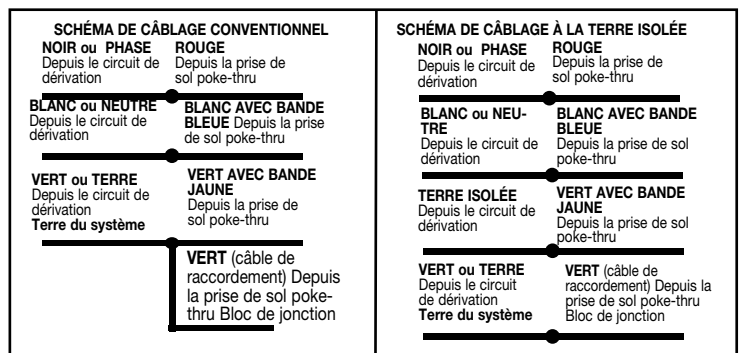 SCHÉMA DE CÂBLAGE CONVENTIONNEL
NOIR ou PHASE
Depuis le circuit de
dérivation
ROUGE
Depuis la prise de
sol poke-thru
BLANC ou NEUTRE
Depuis le circuit de
dérivation
BLANC AVEC BANDE
BLEUE Depuis la prise
de sol poke-thru
VERT ou TERRE
Depuis le circuit de
dérivation
Terre du système
VERT AVEC BANDE
JAUNE
Depuis la prise de
sol poke-thru
VERT (câble de
raccordement) Depuis
la prise de sol poke-
thru Bloc de jonction
SCHÉMA DE CÂBLAGE À LA TERRE ISOLÉE
NOIR ou PHASE
Depuis le circuit de
dérivation
ROUGE
Depuis la prise de
sol poke-thru
BLANC ou NEU-
TRE
Depuis le circuit de
dérivation
BLANC AVEC BANDE
BLEUE
Depuis la prise de sol
poke-thru
TERRE ISOLÉE
Depuis le circuit de
dérivation
VERT AVEC BANDE
JAUNE
Depuis la prise de sol
poke-thru
VERT ou TERRE
Depuis le circuit
de dérivation
Terre du système
VERT (câble de
raccordement) Depuis la
prise de sol poke-thru
Bloc de jonction